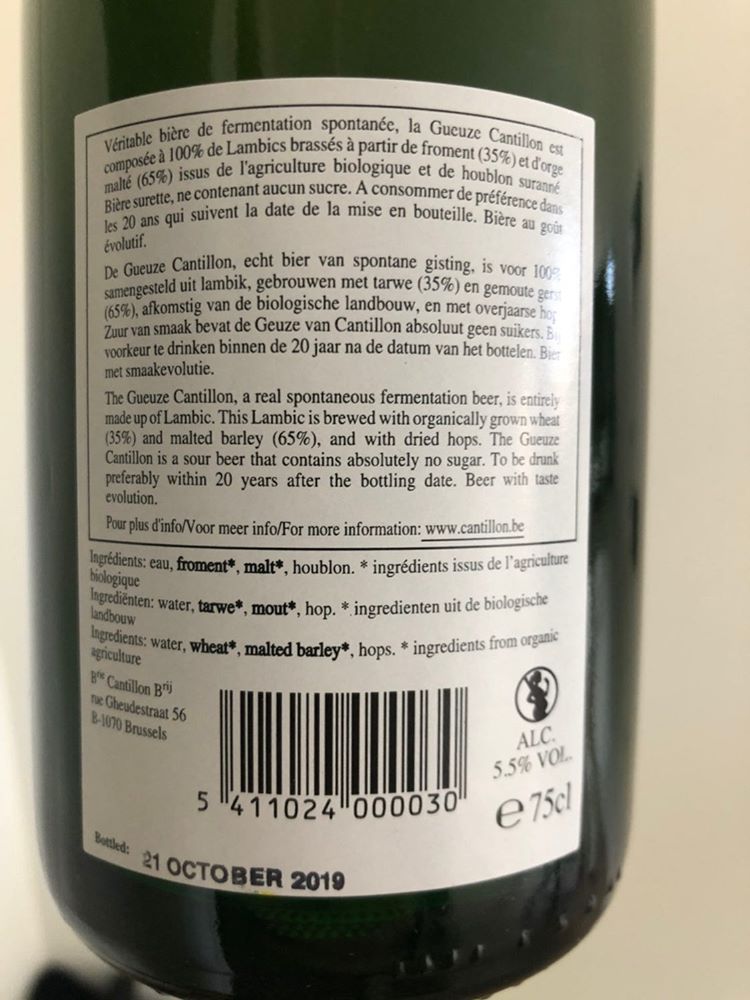 Véritable bière de fermentation spontanée, la Gueuze Cantillon est
composée à 100% de Lambics brassés à partir de froment (35%) et d'orge
malté (65%) issus de l'agriculture biologique et de houblon suranné.
Bière surette, ne contenant aucun sucre. A consommer de préférence dans
les 20 ans qui suivent la date de la mise en bouteille. Bière au goût
évolutif.
De Gueuze Cantillon, echt bier van spontane gisting, is voor 100%
samengesteld uit lambik, gebrouwen met tarwe (35%) en gemoute gerst
(65%), afkomstig van de biologische landbouw, en met overjaarse hop
Zuur van smaak bevat de Geuze van Cantillon absoluut geen suikers. Bij
voorkeur te drinken binnen de 20 jaar na de datum van het bottelen. Bier
met smaakevolutie.
The Gueuze Cantillon, a real spontaneous fermentation beer, is entirely
made up of Lambic. This Lambic is brewed with organically grown wheat
(35%) and malted barley (65%), and with dried hops. The Gueuze
Cantillon is a sour beer that contains absolutely no sugar. To be drunk
preferably within 20 years after the bottling date. Beer with taste
evolution.
Pour plus d'info/Voor meer info/For more information: www.cantillon.be
Ingrédients: eau, froment*, malt*, houblon. * ingrédients issus de l'agriculture
biologique
Ingrediënten: water, tarwe*, mout*, hop. * ingredienten uit de biologische
landbouw
Ingredients: water, wheat*, malted barley*, hops. * ingredients from organic
agriculture
Brie Cantillon Brij
rue Gheudestraat 56
B-1070 Brussels
ALC.
5.5% VOL.
e 75cl
5 411024 000030
Bottled: 21 OCTOBER 2019